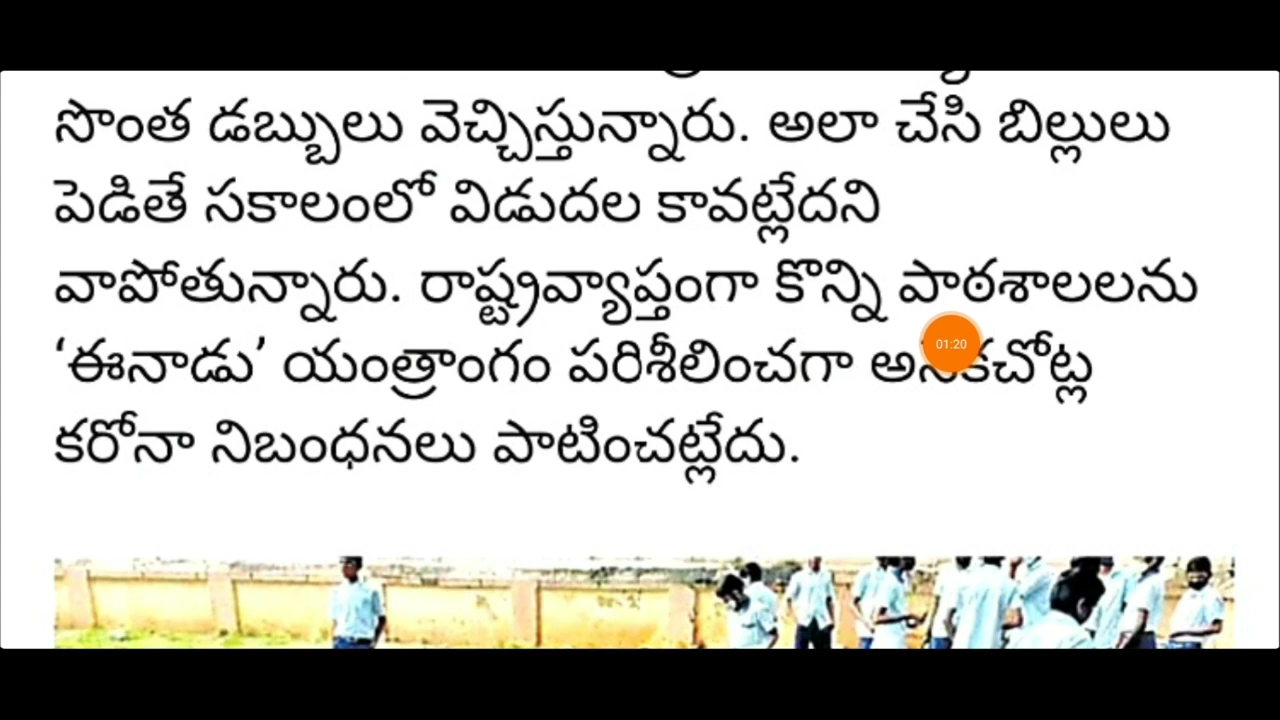 సొంత డబ్బులు వెచ్చిస్తున్నారు. అలా చేసి బిల్లులు
పెడితే సకాలంలో విడుదల కావట్లేదని
వాపోతున్నారు. రాష్ట్రవ్యాప్తంగా కొన్ని పాఠశాలలను
‘ఈనాడు’ యంత్రాంగం పరిశీలించగా
కరోనా నిబంధనలు పాటించట్లేదు.
01:20